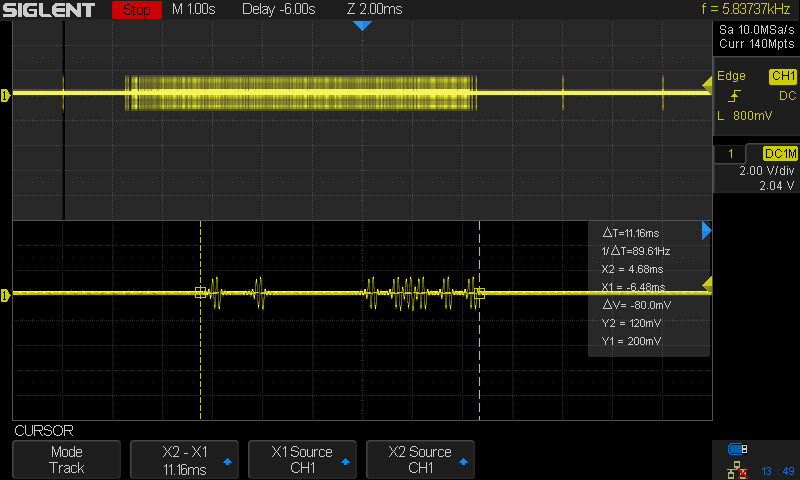 SIGLENT Stop M 1.00s Delay -6.00s Z 2.00ms f = 5.83737kHz
Sa 10.0MSa/s
Curr 140Mpts
Edge CH1
DC
L 800mV
1 DC1M
2.00 V/div
2.04 V
1
1
△T=11.16ms
1/△T=89.61Hz
X2 = 4.68ms
X1 = -6.48ms
△V= -80.0mV
Y2 = 120mV
Y1 = 200mV
CURSOR
Mode
Track
X2 - X1
11.16ms
X1 Source
CH1
X2 Source
CH1
13 : 49